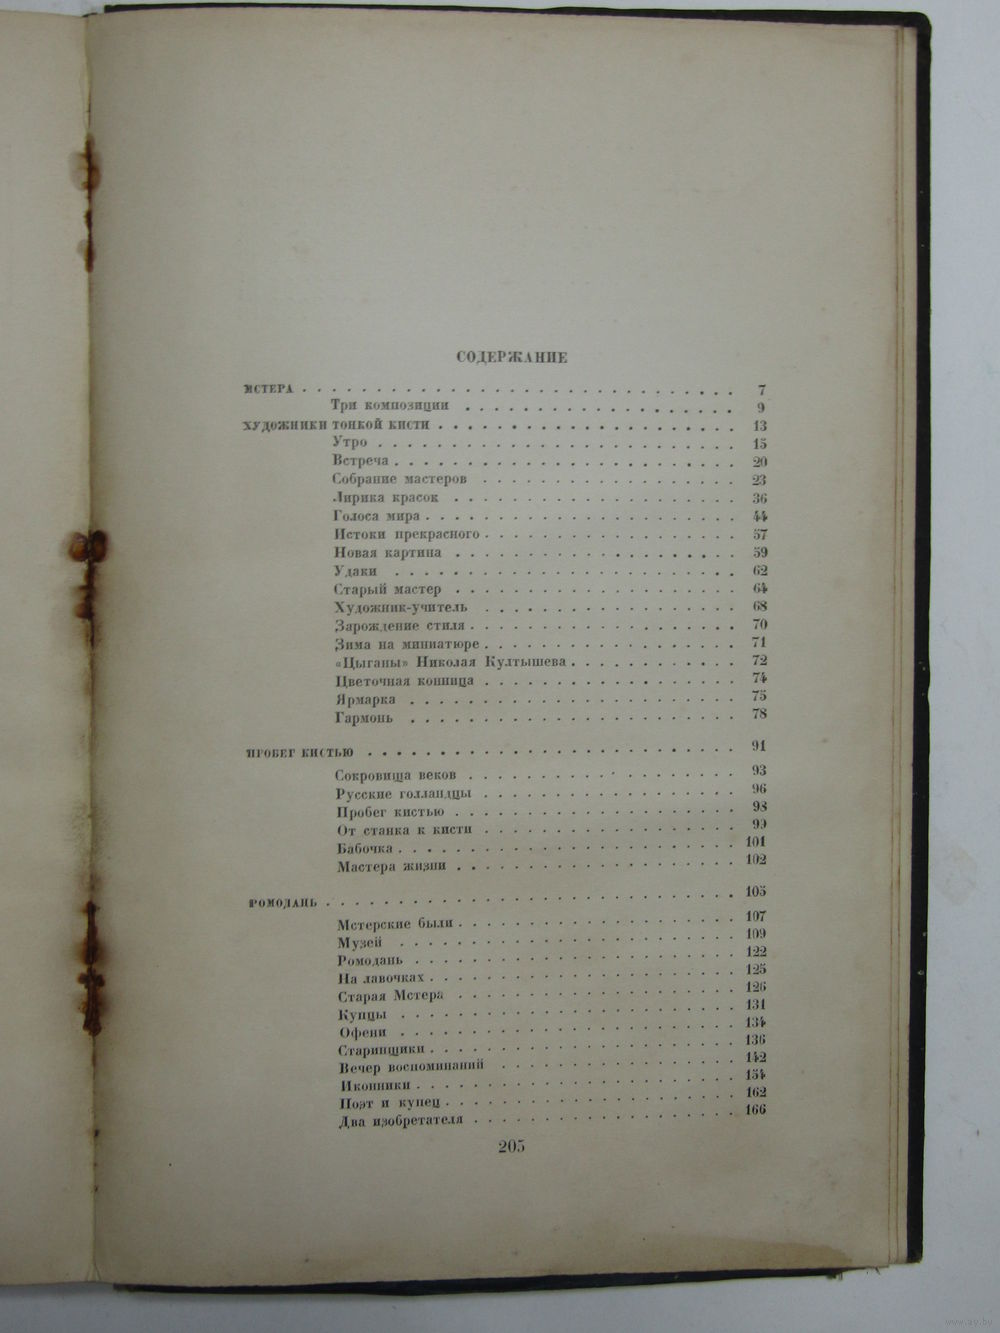 СОДЕРЖАНИЕ
МСТЕРА . . . . . . . . . . . . . . . . . . . . . . . . . . . . . 7
Три композиции . . . . . . . . . . . . . . . . . . . 9
ХУДОЖНИКИ ТОНКОЙ КИСТИ . . . . . . . . . . . . . . . . . . . . 13
Утро . . . . . . . . . . . . . . . . . . . . . . . . 15
Встреча . . . . . . . . . . . . . . . . . . . . . . . 20
Собрание мастеров . . . . . . . . . . . . . . . . . . 23
Лирика красок . . . . . . . . . . . . . . . . . . . . 36
Голоса мира . . . . . . . . . . . . . . . . . . . . . 44
Истоки прекрасного . . . . . . . . . . . . . . . . . 57
Новая картина . . . . . . . . . . . . . . . . . . . . 59
Удаки . . . . . . . . . . . . . . . . . . . . . . . . 62
Старый мастер . . . . . . . . . . . . . . . . . . . . 64
Художник-учитель . . . . . . . . . . . . . . . . . . 68
Зарождение стиля . . . . . . . . . . . . . . . . . . 70
Зима на миниатюре . . . . . . . . . . . . . . . . . . 71
«Цыганы» Николая Култышева . . . . . . . . . . . . 72
Цветочная конница . . . . . . . . . . . . . . . . . . 74
Ярмарка . . . . . . . . . . . . . . . . . . . . . . . 75
Гармонь . . . . . . . . . . . . . . . . . . . . . . . 78
ПРОБЕГ КИСТЬЮ . . . . . . . . . . . . . . . . . . . . . . . . . 91
Сокровища веков . . . . . . . . . . . . . . . . . . . 93
Русские голландцы . . . . . . . . . . . . . . . . . . 96
Пробег кистью . . . . . . . . . . . . . . . . . . . . 98
От станка к кисти . . . . . . . . . . . . . . . . . . 99
Бабочка . . . . . . . . . . . . . . . . . . . . . . . 101
Мастера жизни . . . . . . . . . . . . . . . . . . . . 102
РОМОДАНЬ . . . . . . . . . . . . . . . . . . . . . . . . . . . . 105
Мстерские были . . . . . . . . . . . . . . . . . . . 107
Музей . . . . . . . . . . . . . . . . . . . . . . . . 109
Ромодань . . . . . . . . . . . . . . . . . . . . . . 122
На лавочках . . . . . . . . . . . . . . . . . . . . . 125
Старая Мстера . . . . . . . . . . . . . . . . . . . . 126
Купцы . . . . . . . . . . . . . . . . . . . . . . . . 131
Офени . . . . . . . . . . . . . . . . . . . . . . . . 134
Старинщики . . . . . . . . . . . . . . . . . . . . . 136
Вечер воспоминаний . . . . . . . . . . . . . . . . . 142
Иконники . . . . . . . . . . . . . . . . . . . . . . 154
Поэт и купец . . . . . . . . . . . . . . . . . . . . 162
Два изобретателя . . . . . . . . . . . . . . . . . . 166
205
www.ay.by